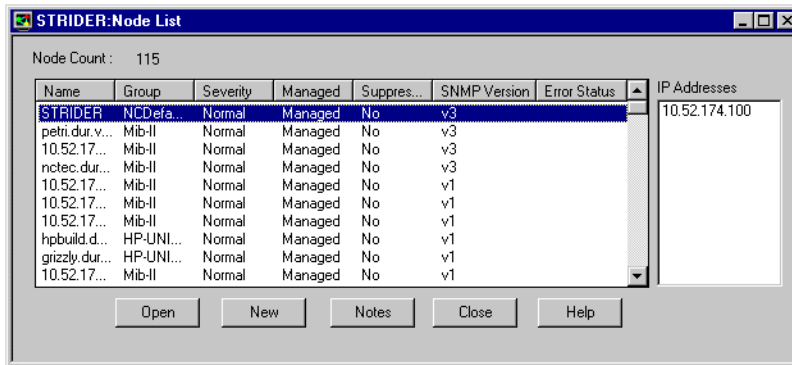 STRIDER:Node List
Node Count : 115
Name Group Severity Managed Suppres... SNMP Version Error Status IP Addresses
STRIDER NCDefa... Normal Managed No v3 10.52.174.100
petri.dur.v... Mib-II Normal Managed No v3
10.52.17... Mib-II Normal Managed No v3
nctec.dur... Mib-II Normal Managed No v3
10.52.17... Mib-II Normal Managed No v1
10.52.17... Mib-II Normal Managed No v1
10.52.17... Mib-II Normal Managed No v1
hpbuild.d... HP-UNI... Normal Managed No v1
grizzly.dur... HP-UNI... Normal Managed No v1
10.52.17... Mib-II Normal Managed No v1
Open New Notes Close Help